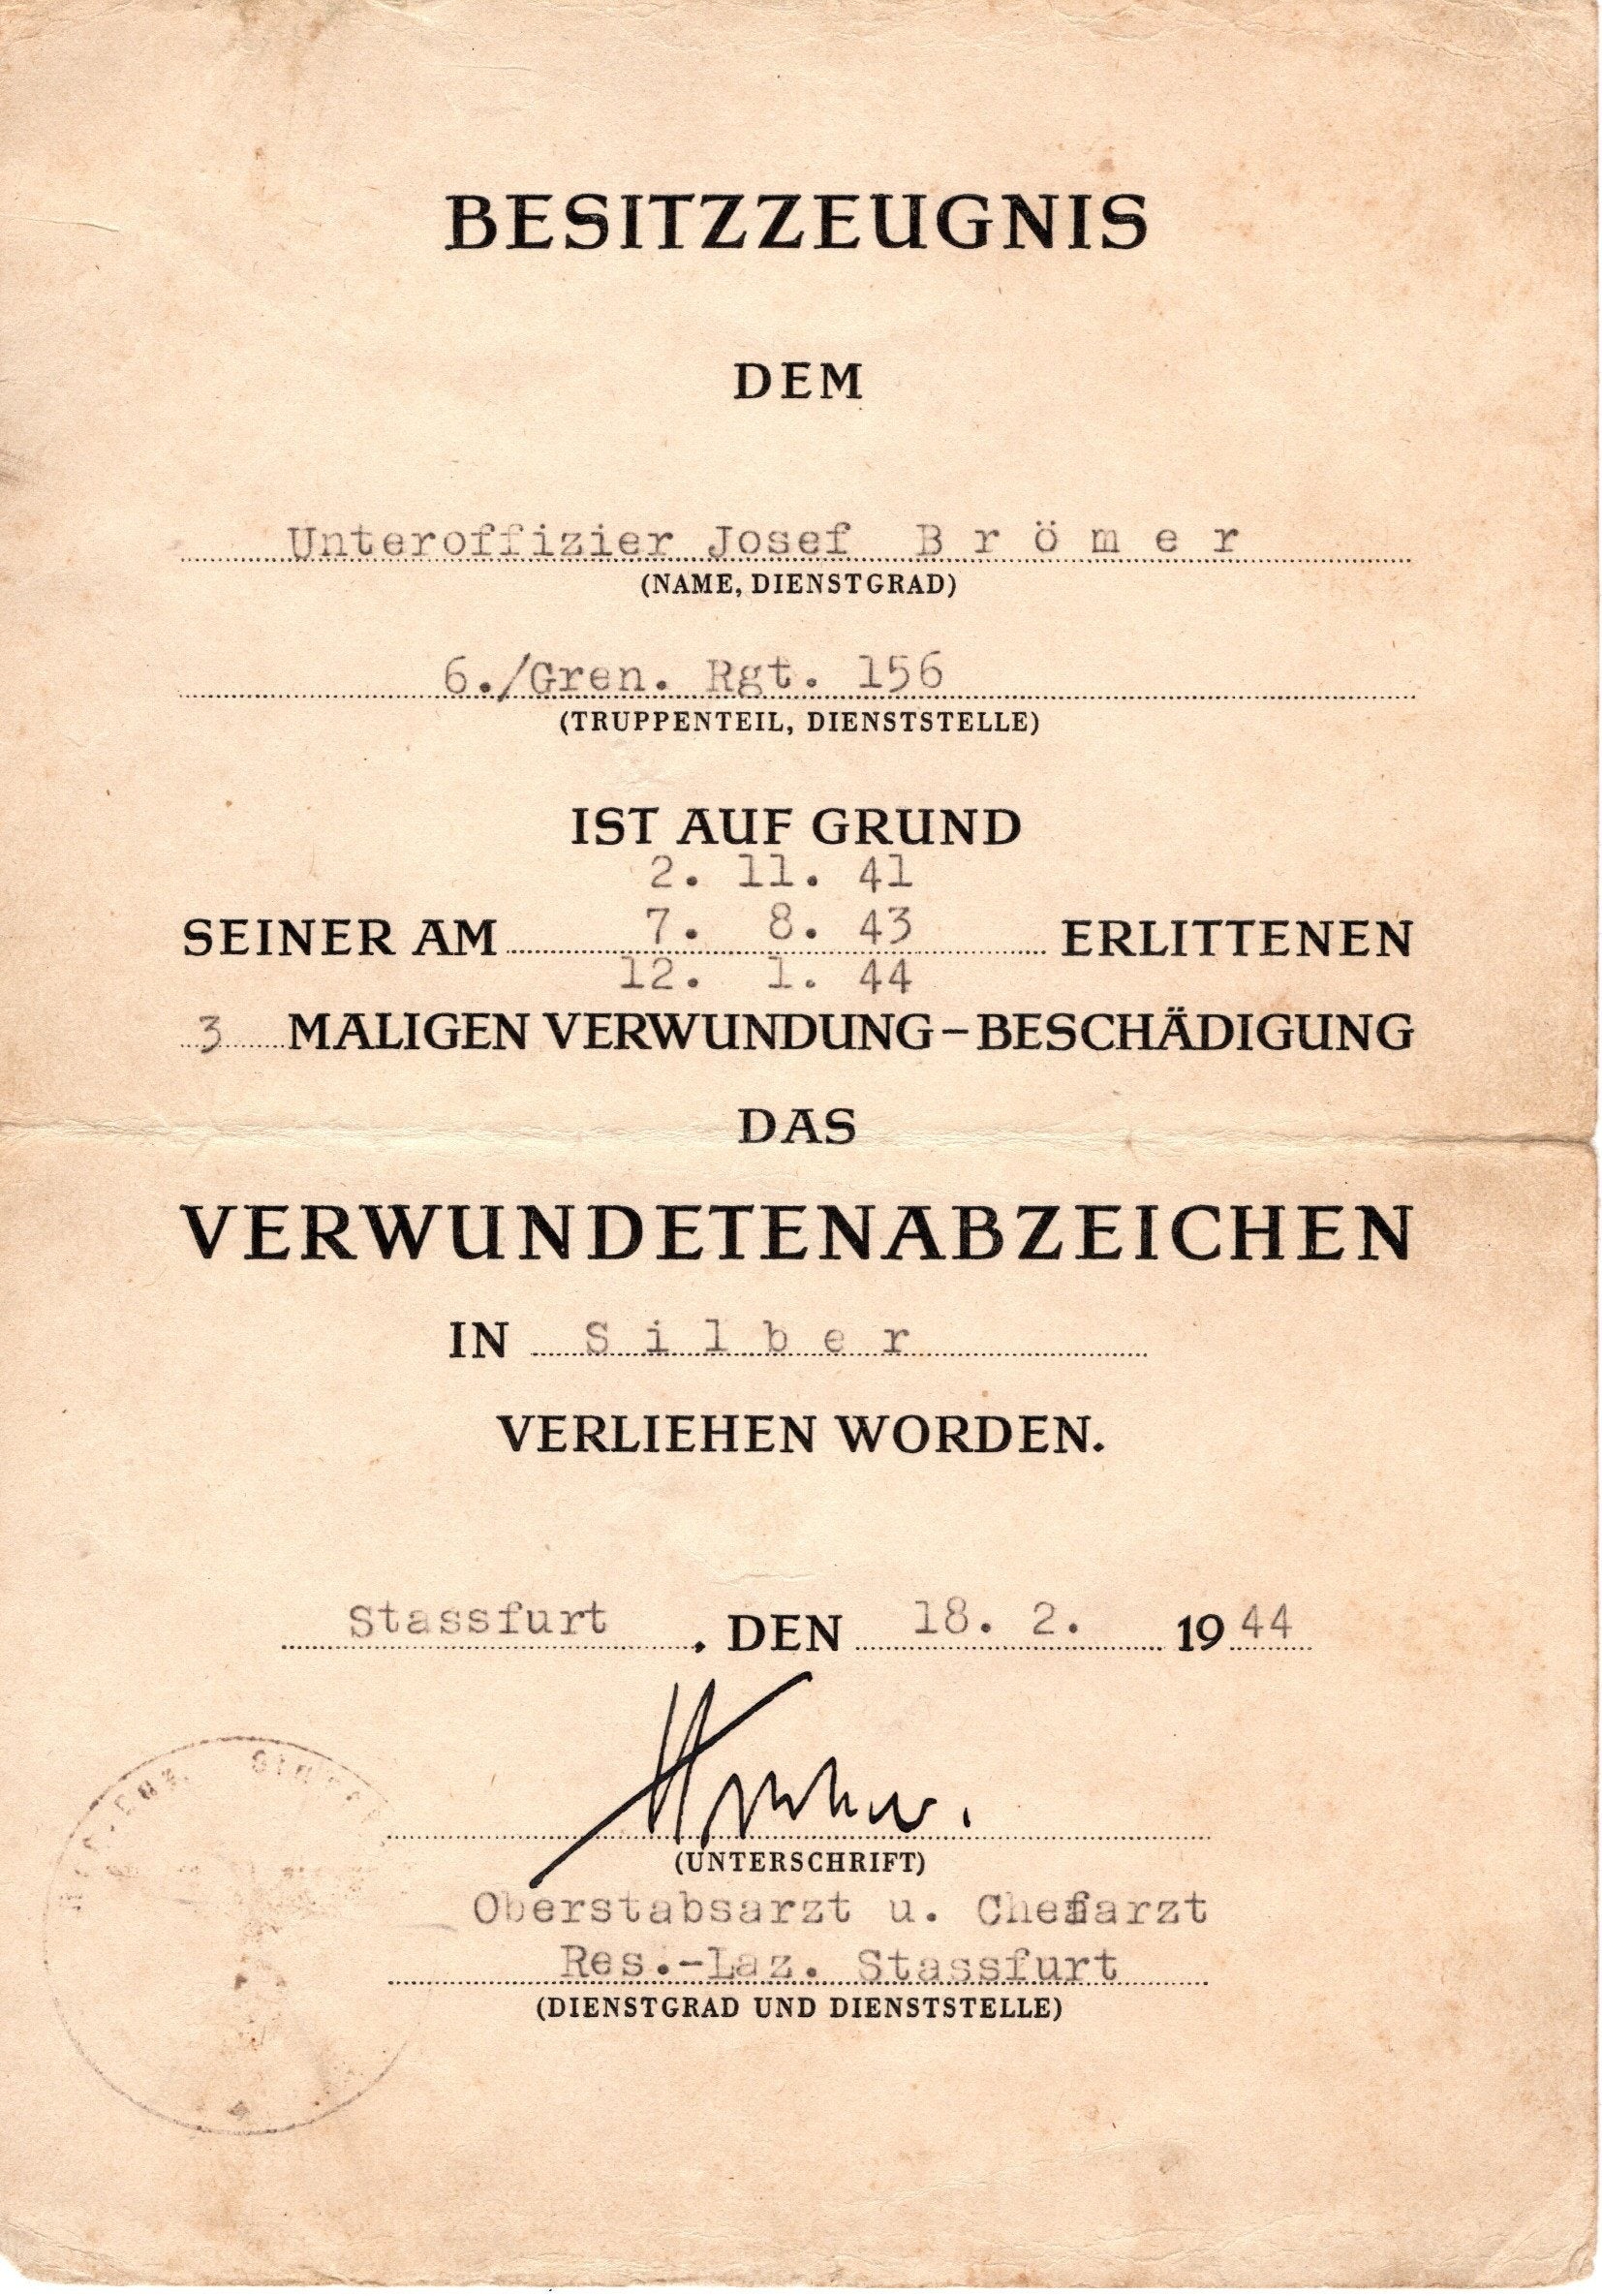 BESITZZEUGNIS
DEM
Unteroffizier Josef B r ö m e r
(NAME, DIENSTGRAD)
6./Gren. Rgt. 156
(TRUPPENTEIL, DIENSTSTELLE)
IST AUF GRUND
2. 11. 41
SEINER AM 7. 8. 43 ERLITTENEN
12. 1. 44
3 MALIGEN VERWUNDUNG–BESCHÄDIGUNG
DAS
VERWUNDETENABZEICHEN
IN S i l b e r
VERLIEHEN WORDEN.
Stassfurt, DEN 18. 2. 1944
(UNTERSCHRIFT)
Oberstabsarzt u. Chefarzt
Res.-Laz. Stassfurt
(DIENSTGRAD UND DIENSTSTELLE)